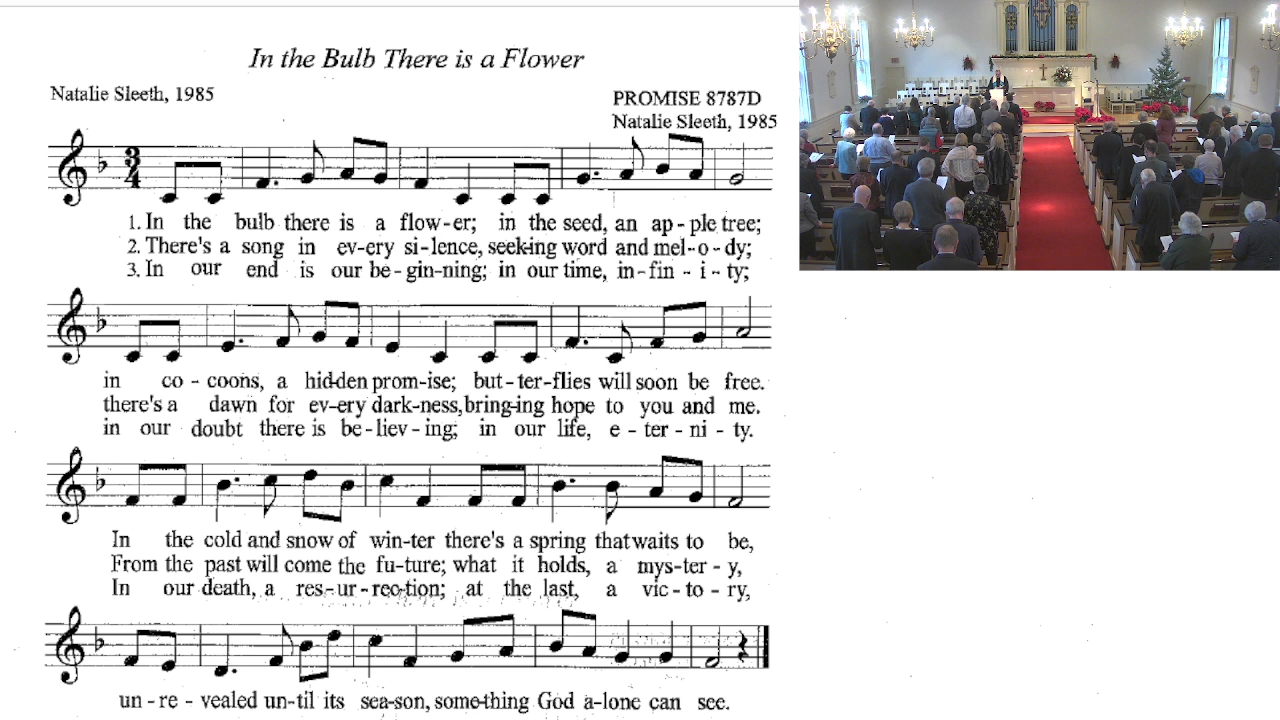 In the Bulb There is a Flower
Natalie Sleeth, 1985
PROMISE 8787D
Natalie Sleeth, 1985
3
4
1. In the bulb there is a flow-er; in the seed, an ap-ple tree;
2. There's a song in ev-ery si-lence, seek-ing word and mel-o-dy;
3. In our end is our be-gin-ning; in our time, in-fin-i-ty;
in co-coons, a hid-den prom-ise; but-ter-flies will soon be free.
there's a dawn for ev-ery dark-ness, bring-ing hope to you and me.
in our doubt there is be-liev-ing; in our life, e-ter-ni-ty.
In the cold and snow of win-ter there's a spring that waits to be,
From the past will come the fu-ture; what it holds, a mys-ter-y,
In our death, a res-ur-rec-tion; at the last, a vic-to-ry,
un-re-vealed un-til its sea-son, some-thing God a-lone can see.